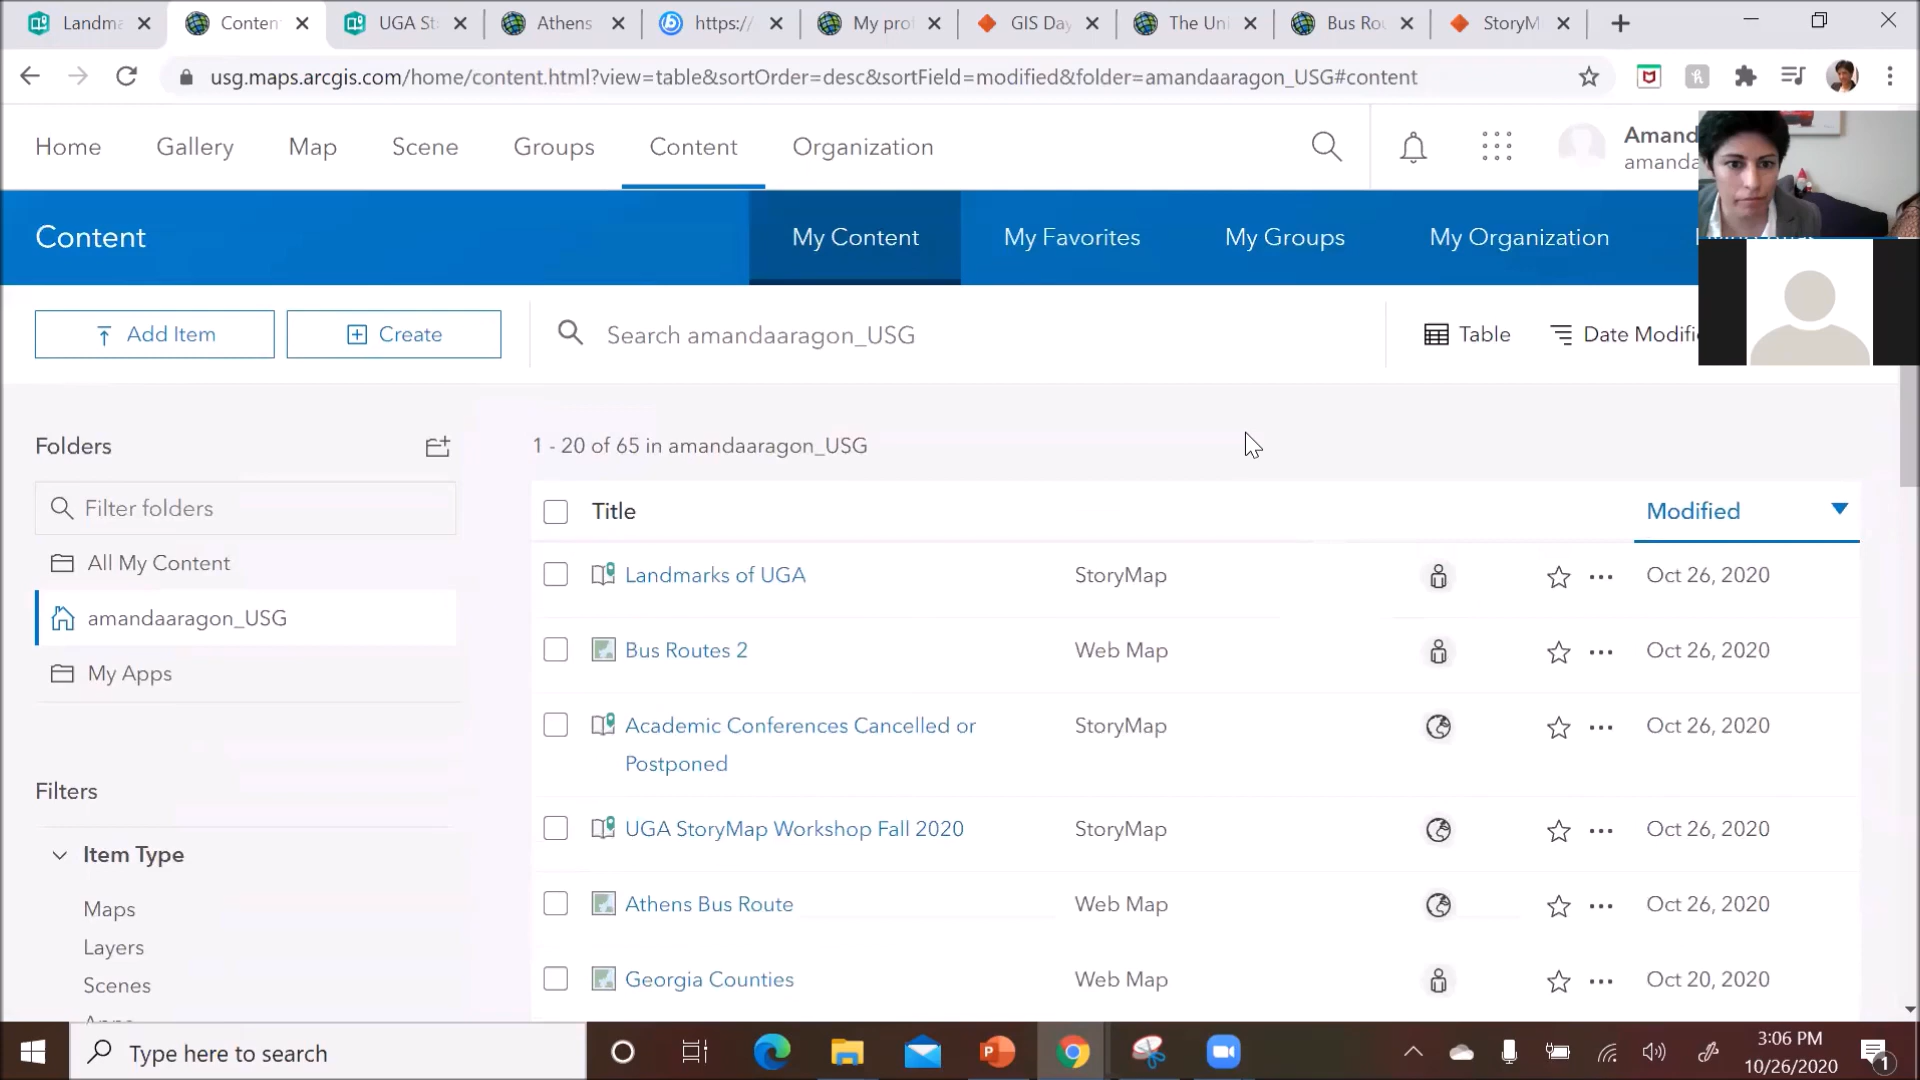 Landma
Conten
UGA St
Athens
https:/
My prof
GIS Day
The Uni
Bus Rou
StoryM
usg.maps.arcgis.com/home/content.html?view=table&sortOrder=desc&sortField=modified&folder=amandaaragon_USG#content
Home Gallery Map Scene Groups Content Organization
Amand
amanda
Content
My Content My Favorites My Groups My Organization
Add Item Create Search amandaaragon_USG Table Date Modifi
Folders
1 - 20 of 65 in amandaaragon_USG
Filter folders
All My Content
amandaaragon_USG
My Apps
Filters
Item Type
Maps
Layers
Scenes
Title Modified
Landmarks of UGA StoryMap Oct 26, 2020
Bus Routes 2 Web Map Oct 26, 2020
Academic Conferences Cancelled or StoryMap Oct 26, 2020
Postponed
UGA StoryMap Workshop Fall 2020 StoryMap Oct 26, 2020
Athens Bus Route Web Map Oct 26, 2020
Georgia Counties Web Map Oct 20, 2020
Type here to search
3:06 PM
10/26/2020
1